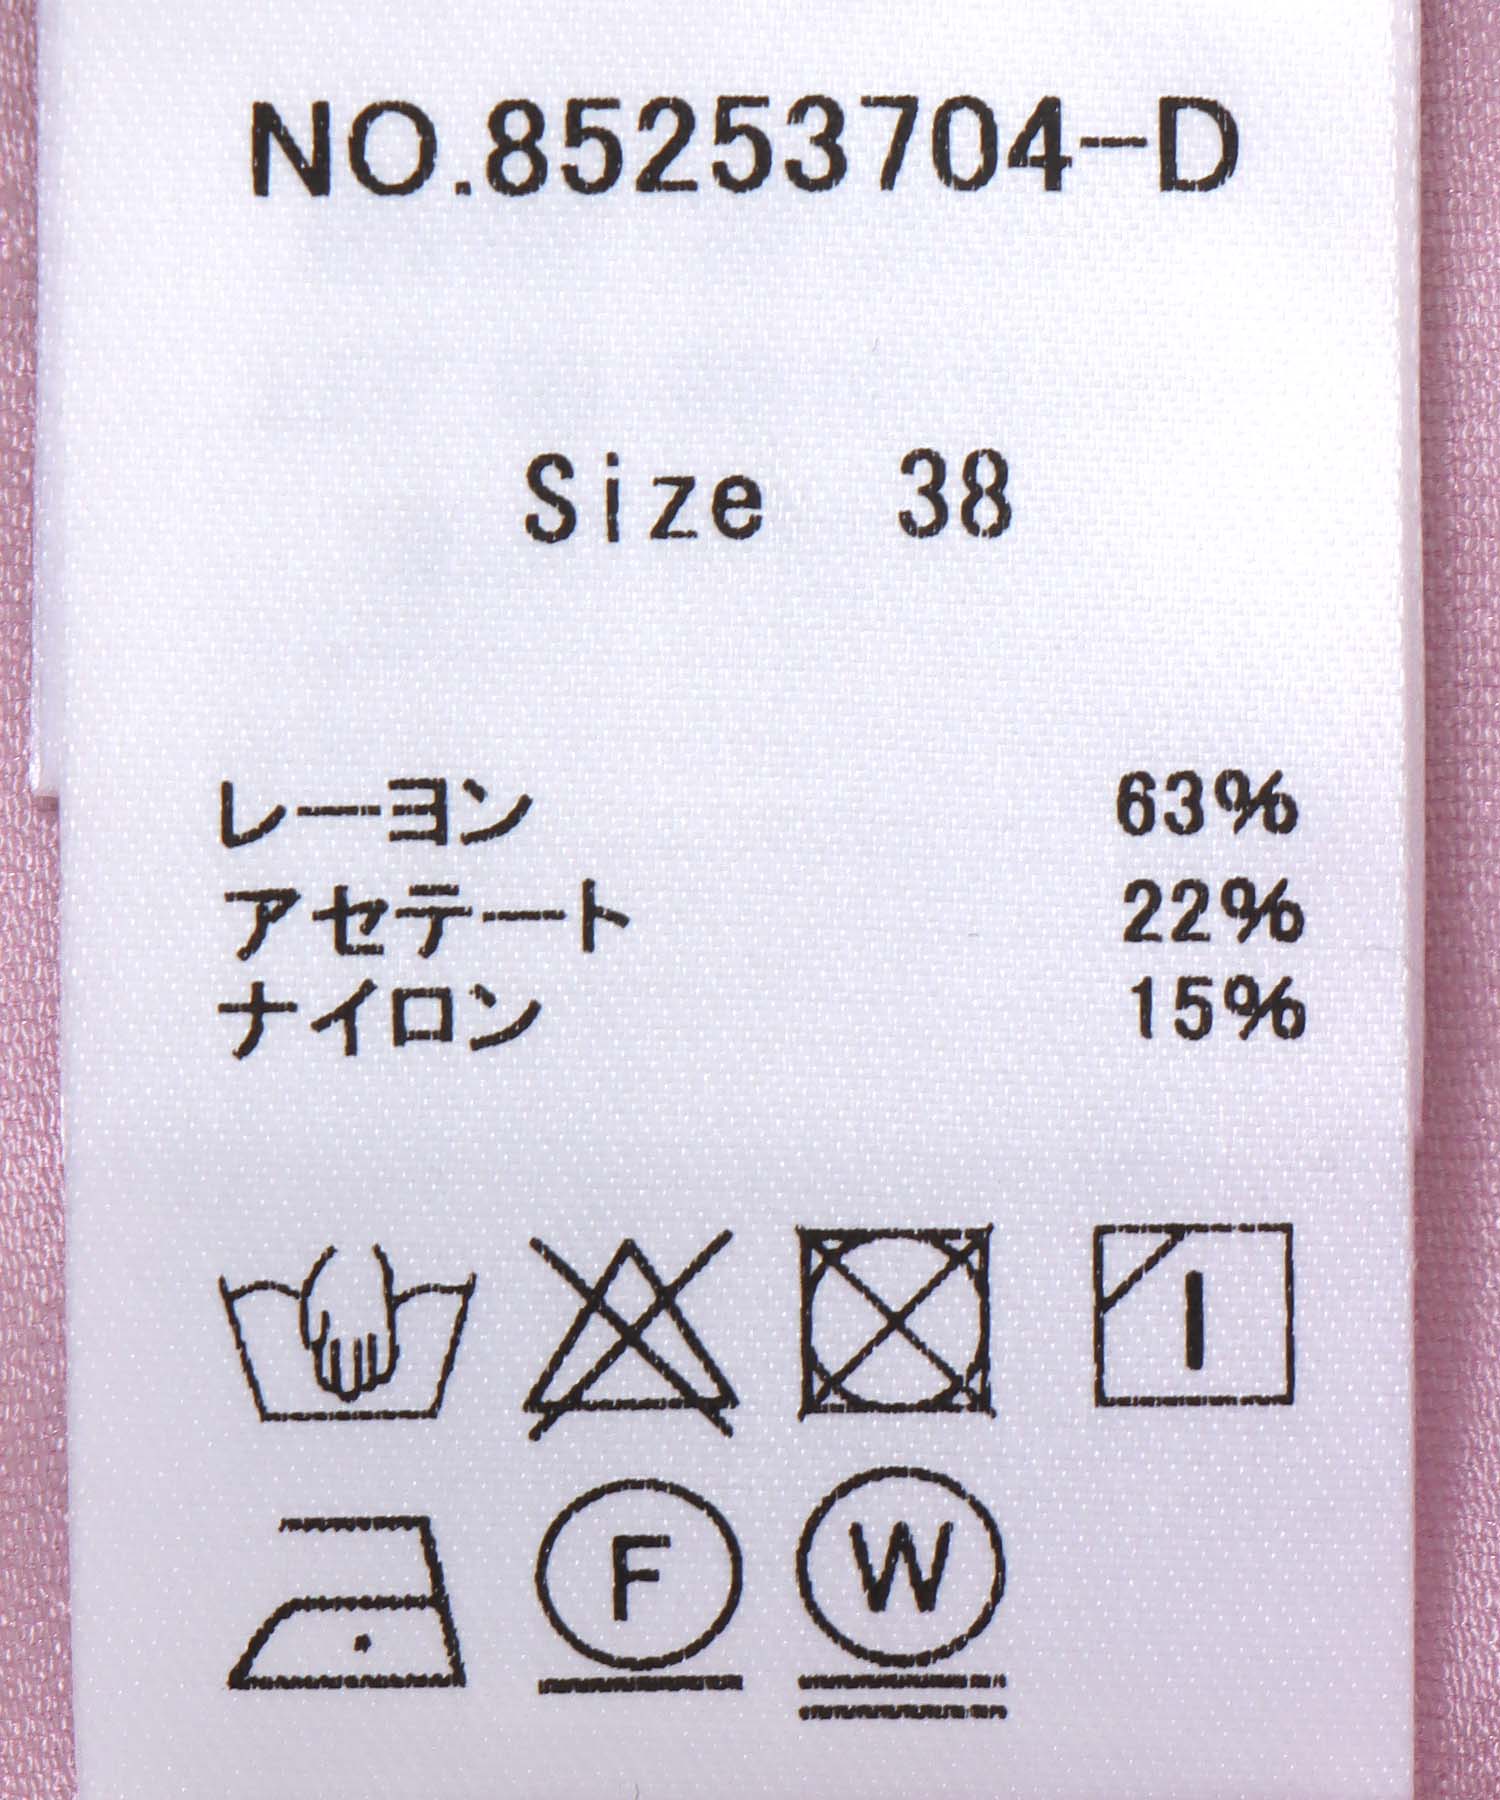 NO.85253704-D
Size 38
レーヨン 63%
アセテート 22%
ナイロン 15%
F W